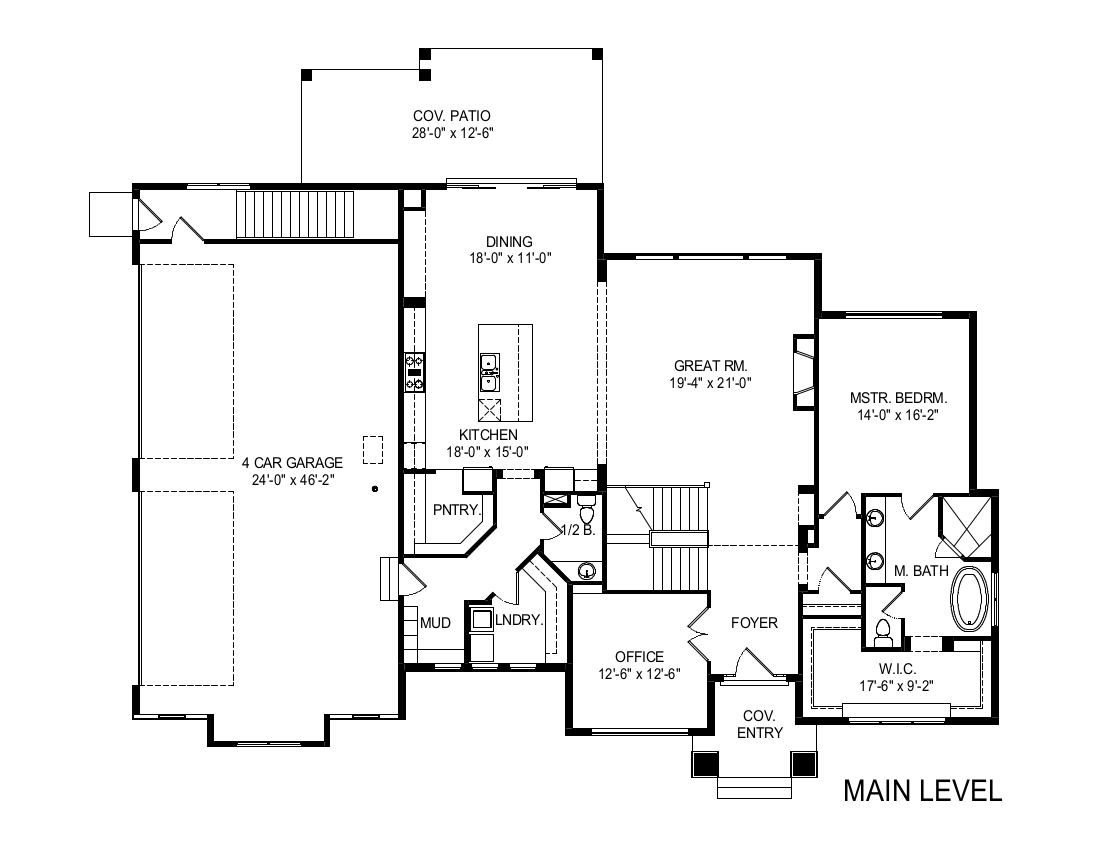 COV. PATIO
28'-0" x 12'-6"
DINING
18'-0" x 11'-0"
GREAT RM.
19'-4" x 21'-0"
MSTR. BEDRM.
14'-0" x 16'-2"
KITCHEN
18'-0" x 15'-0"
4 CAR GARAGE
24'-0" x 46'-2"
PNTRY.
1/2 B.
M. BATH
MUD
LNDRY.
FOYER
OFFICE
12'-6" x 12'-6"
W.I.C.
17'-6" x 9'-2"
COV.
ENTRY
MAIN LEVEL